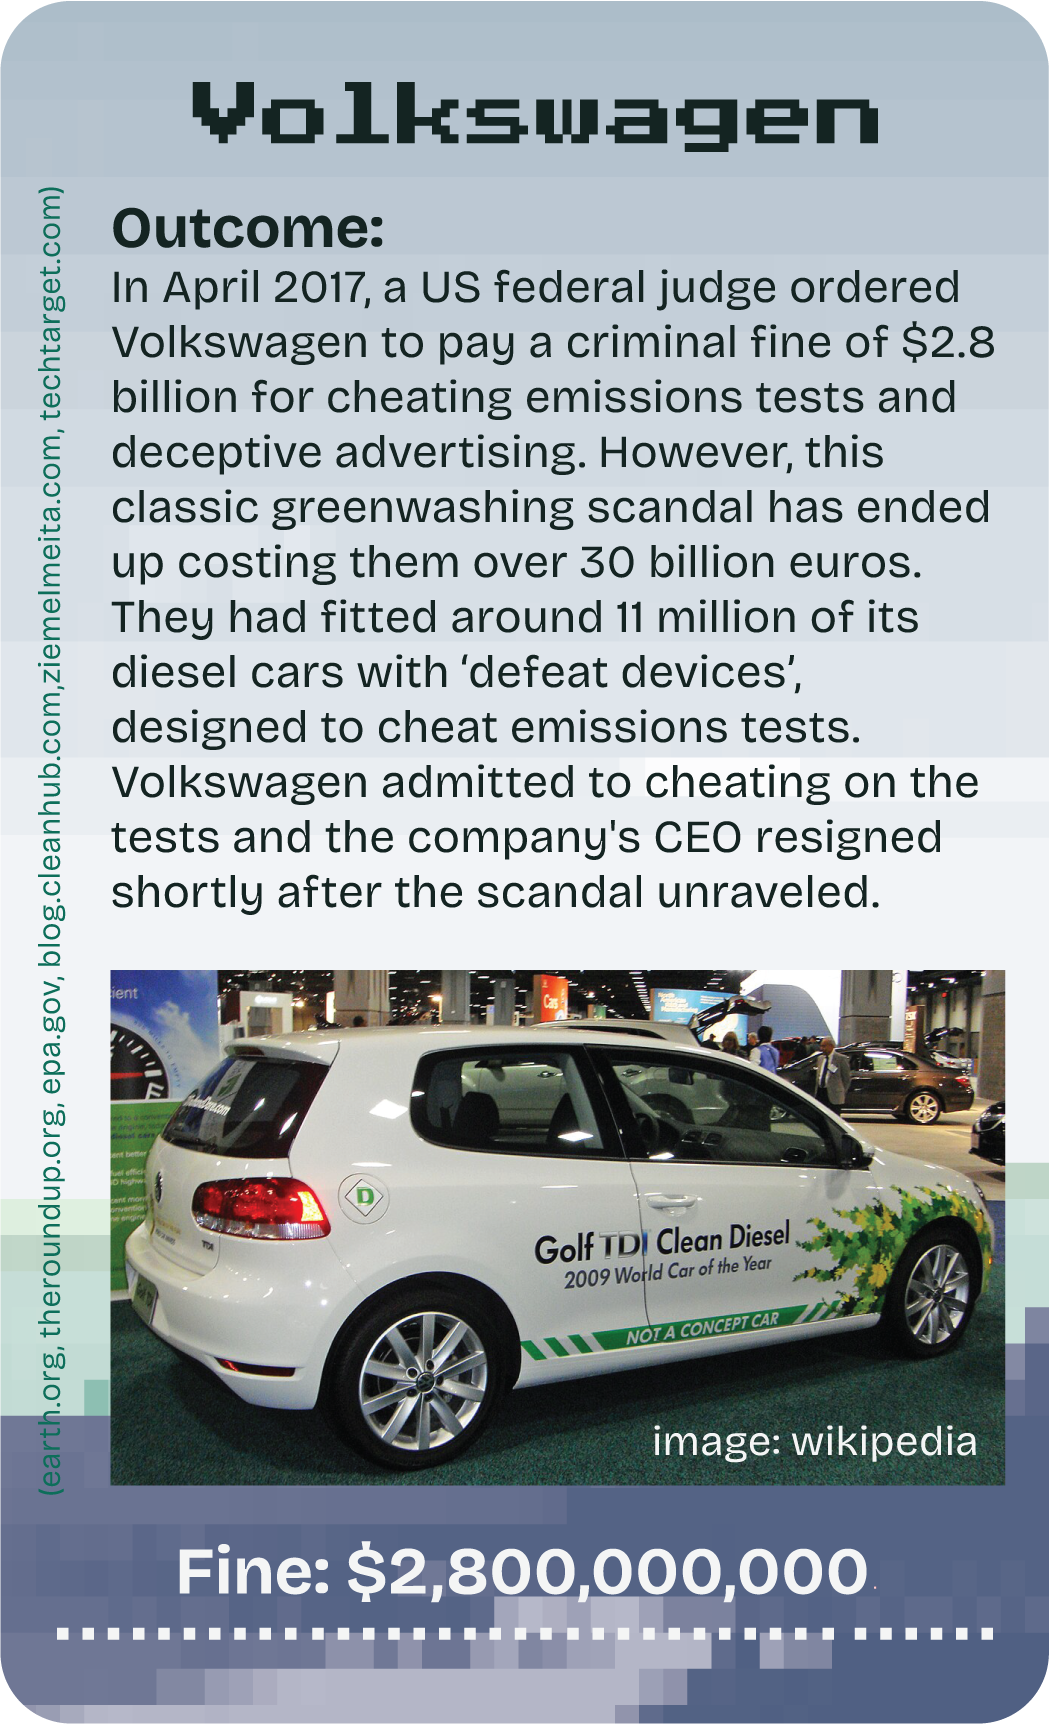 Volkswagen
Outcome:
In April 2017, a US federal judge ordered
Volkswagen to pay a criminal fine of $2.8
billion for cheating emissions tests and
deceptive advertising. However, this
classic greenwashing scandal has ended
up costing them over 30 billion euros.
They had fitted around 11 million of its
diesel cars with ‘defeat devices’,
designed to cheat emissions tests.
Volkswagen admitted to cheating on the
tests and the company's CEO resigned
shortly after the scandal unraveled.
(earth.org, theroundup.org, epa.gov, blog.cleanhub.com,ziemelmeita.com, techtarget.com)
Cars
D
TDI
Golf TDI Clean Diesel
2009 World Car of the Year
NOT A CONCEPT CAR
image: wikipedia
Fine: $2,800,000,000